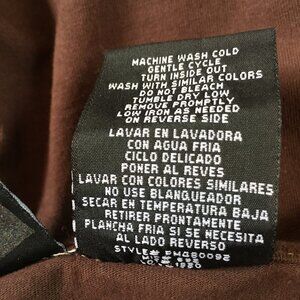 MACHINE WASH COLD
GENTLE CYCLE
TURN INSIDE OUT
WASH WITH SIMILAR COLORS
DO NOT BLEACH
TUMBLE DRY LOW
REMOVE PROMPTLY
LOW IRON AS NEEDED
ON REVERSE SIDE
LAVAR EN LAVADORA
CON AGUA FRIA
CICLO DELICADO
PONER AL REVES
LAVAR CON COLORES SIMILARES
NO USE BLANQUEADOR
SECAR EN TEMPERATURA BAJA
RETIRER PRONTAMENTE
PLANCHA FRIA SI SE NECESITA
AL LADO REVERSO
STYLE#